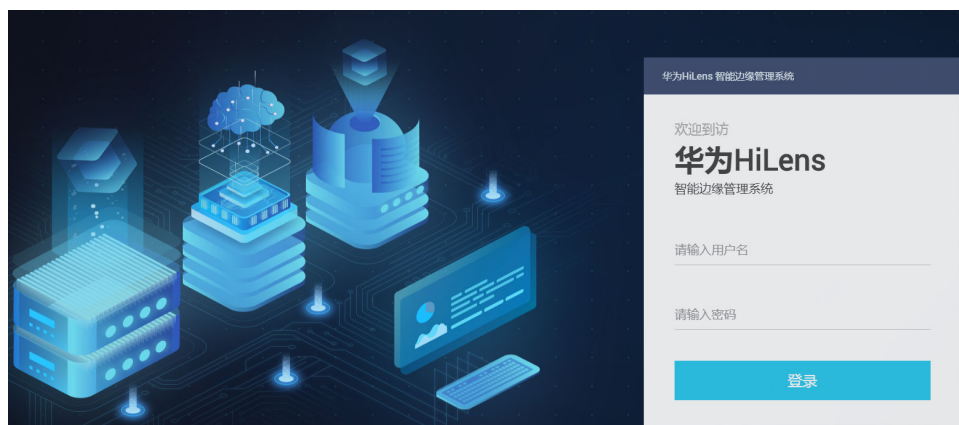 华为HiLens 智能边缘管理系统
欢迎到访
华为HiLens
智能边缘管理系统
请输入用户名
请输入密码
登录